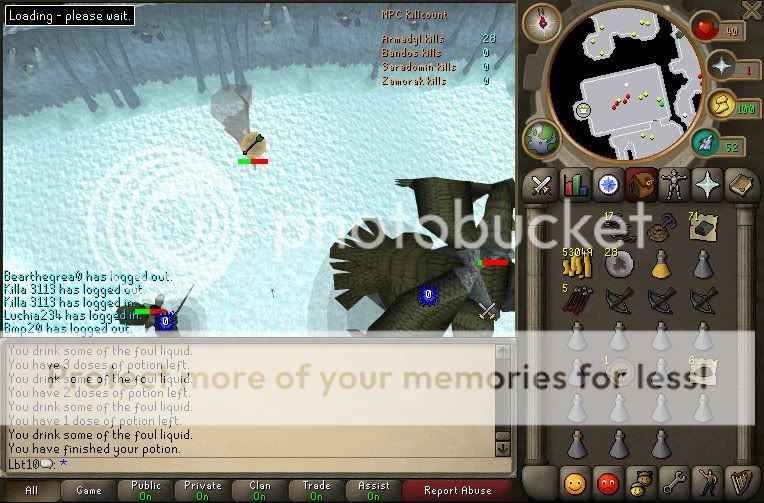 Loading - please wait.
NPC Killcount
Armadyl kills 28
Bandos kills 0
Saradomin kills 0
Zamorak kills 0
40
1
100
52
17
71
53049
28
5
1
6
0
0
photobucket
Protect more of your memories for less!
Bearthegrea0 has logged out.
Killa 3113 has logged out.
Killa 3113 has logged in.
Luchia234 has logged in.
Bmp20 has logged out.
You drink some of the foul liquid.
You have 3 doses of potion left.
You drink some of the foul liquid.
You have 2 doses of potion left.
You drink some of the foul liquid.
You have 1 dose of potion left.
You drink some of the foul liquid.
You have finished your potion.
Lbt10: *
All
Game
Public
On
Private
On
Clan
On
Trade
On
Assist
On
Report Abuse